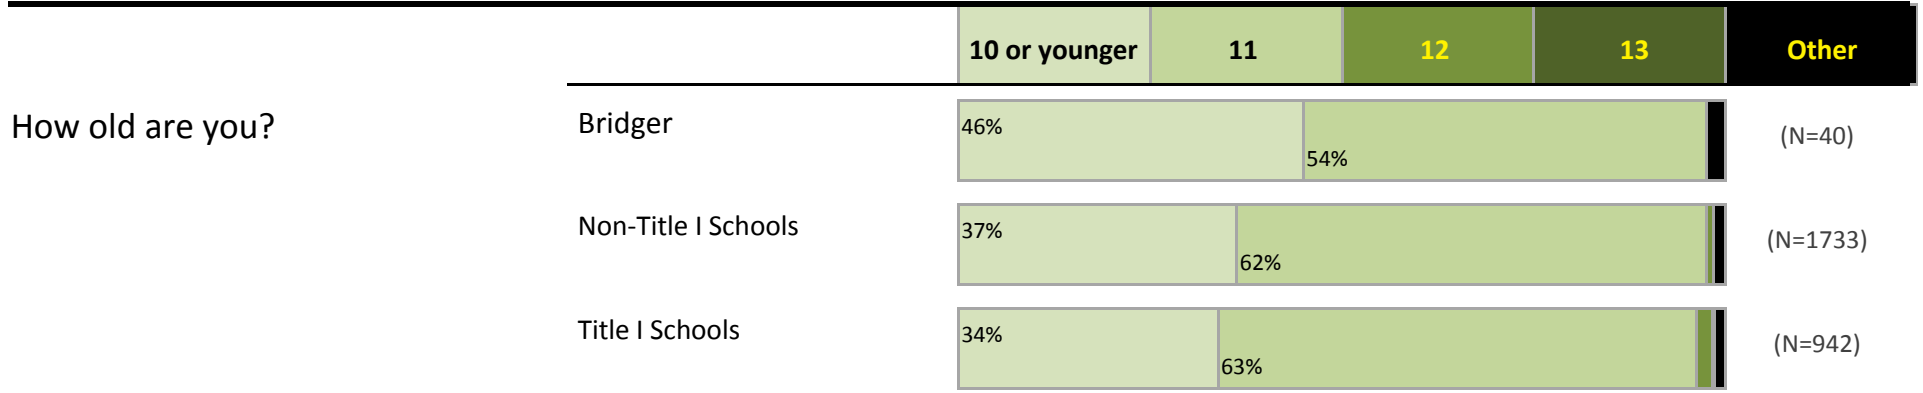 10 or younger 11 12 13 Other
How old are you?
Bridger
46%
54%
(N=40)
Non-Title I Schools
37%
62%
(N=1733)
Title I Schools
34%
63%
(N=942)